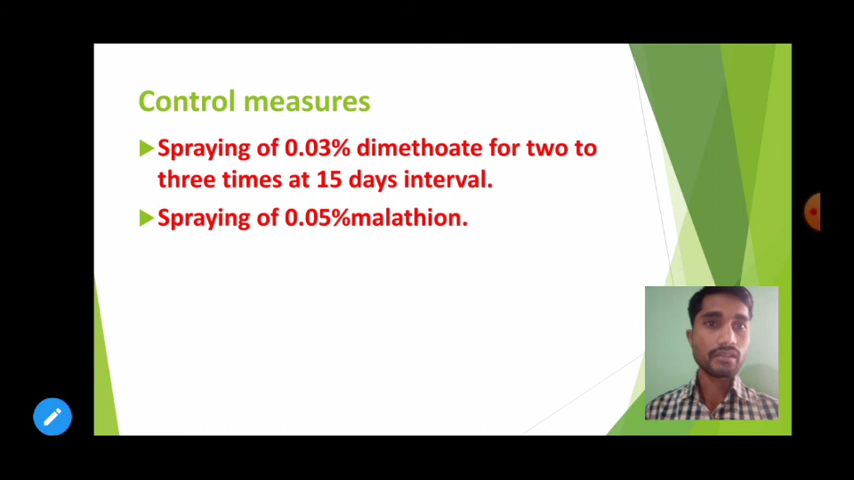 Control measures
Spraying of 0.03% dimethoate for two to
three times at 15 days interval.
Spraying of 0.05%malathion.